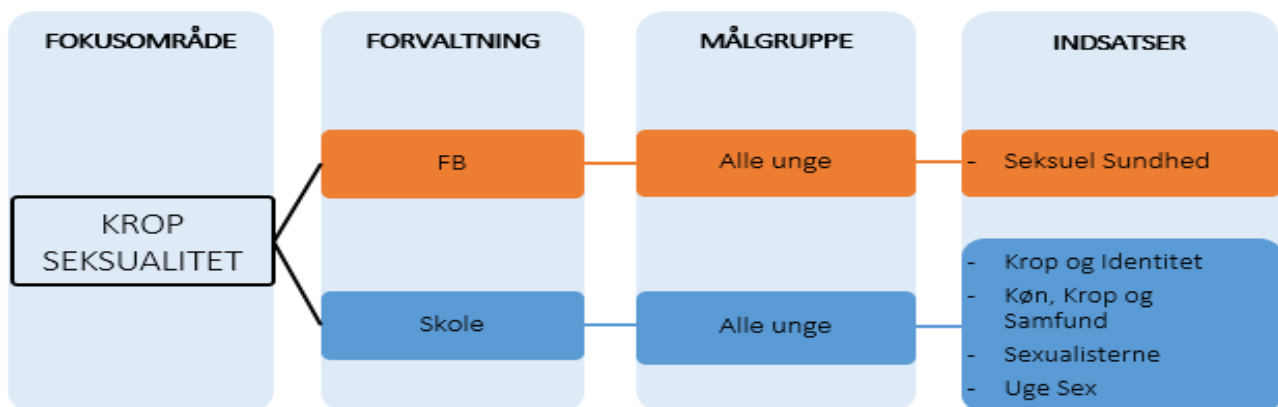 FOKUSOMRÅDE
FORVALTNING
MÅLGRUPPE
INDSATSER
KROP
SEKSUALITET
FB
Alle unge
- Seksuel Sundhed
Skole
Alle unge
- Krop og Identitet
- Køn, Krop og
Samfund
- Sexualisterne
- Uge Sex